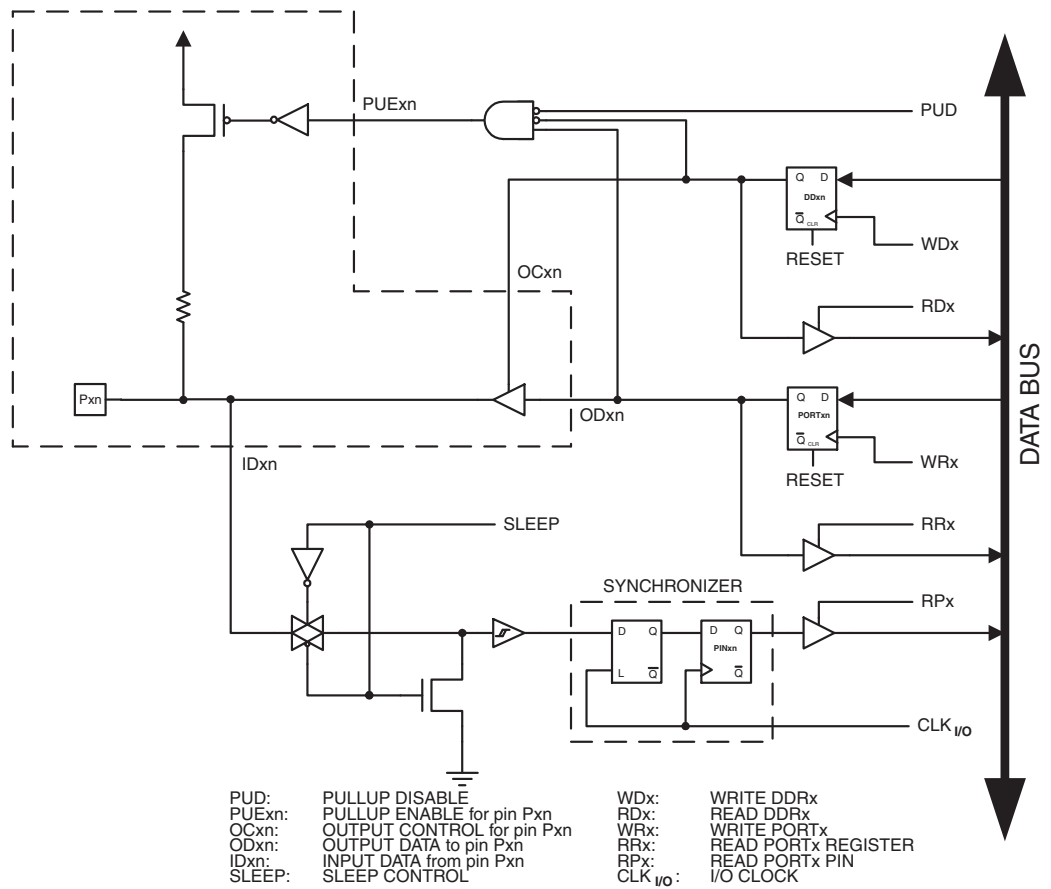 PUD
PUExn
Q D
DDxn
Q CLR
WDx
RESET
OCxn
RDx
Pxn
ODxn
Q D
PORTxn
Q CLR
WRx
RESET
IDxn
SLEEP
RRx
SYNCHRONIZER
RPx
D Q
L Q
D Q
PINxn
Q
CLK I/O
DATA BUS
PUD: PULLUP DISABLE
PUExn: PULLUP ENABLE for pin Pxn
OCxn: OUTPUT CONTROL for pin Pxn
ODxn: OUTPUT DATA to pin Pxn
IDxn: INPUT DATA from pin Pxn
SLEEP: SLEEP CONTROL
WDx: WRITE DDRx
RDx: READ DDRx
WRx: WRITE PORTx
RRx: READ PORTx REGISTER
RPx: READ PORTx PIN
CLK I/O: I/O CLOCK